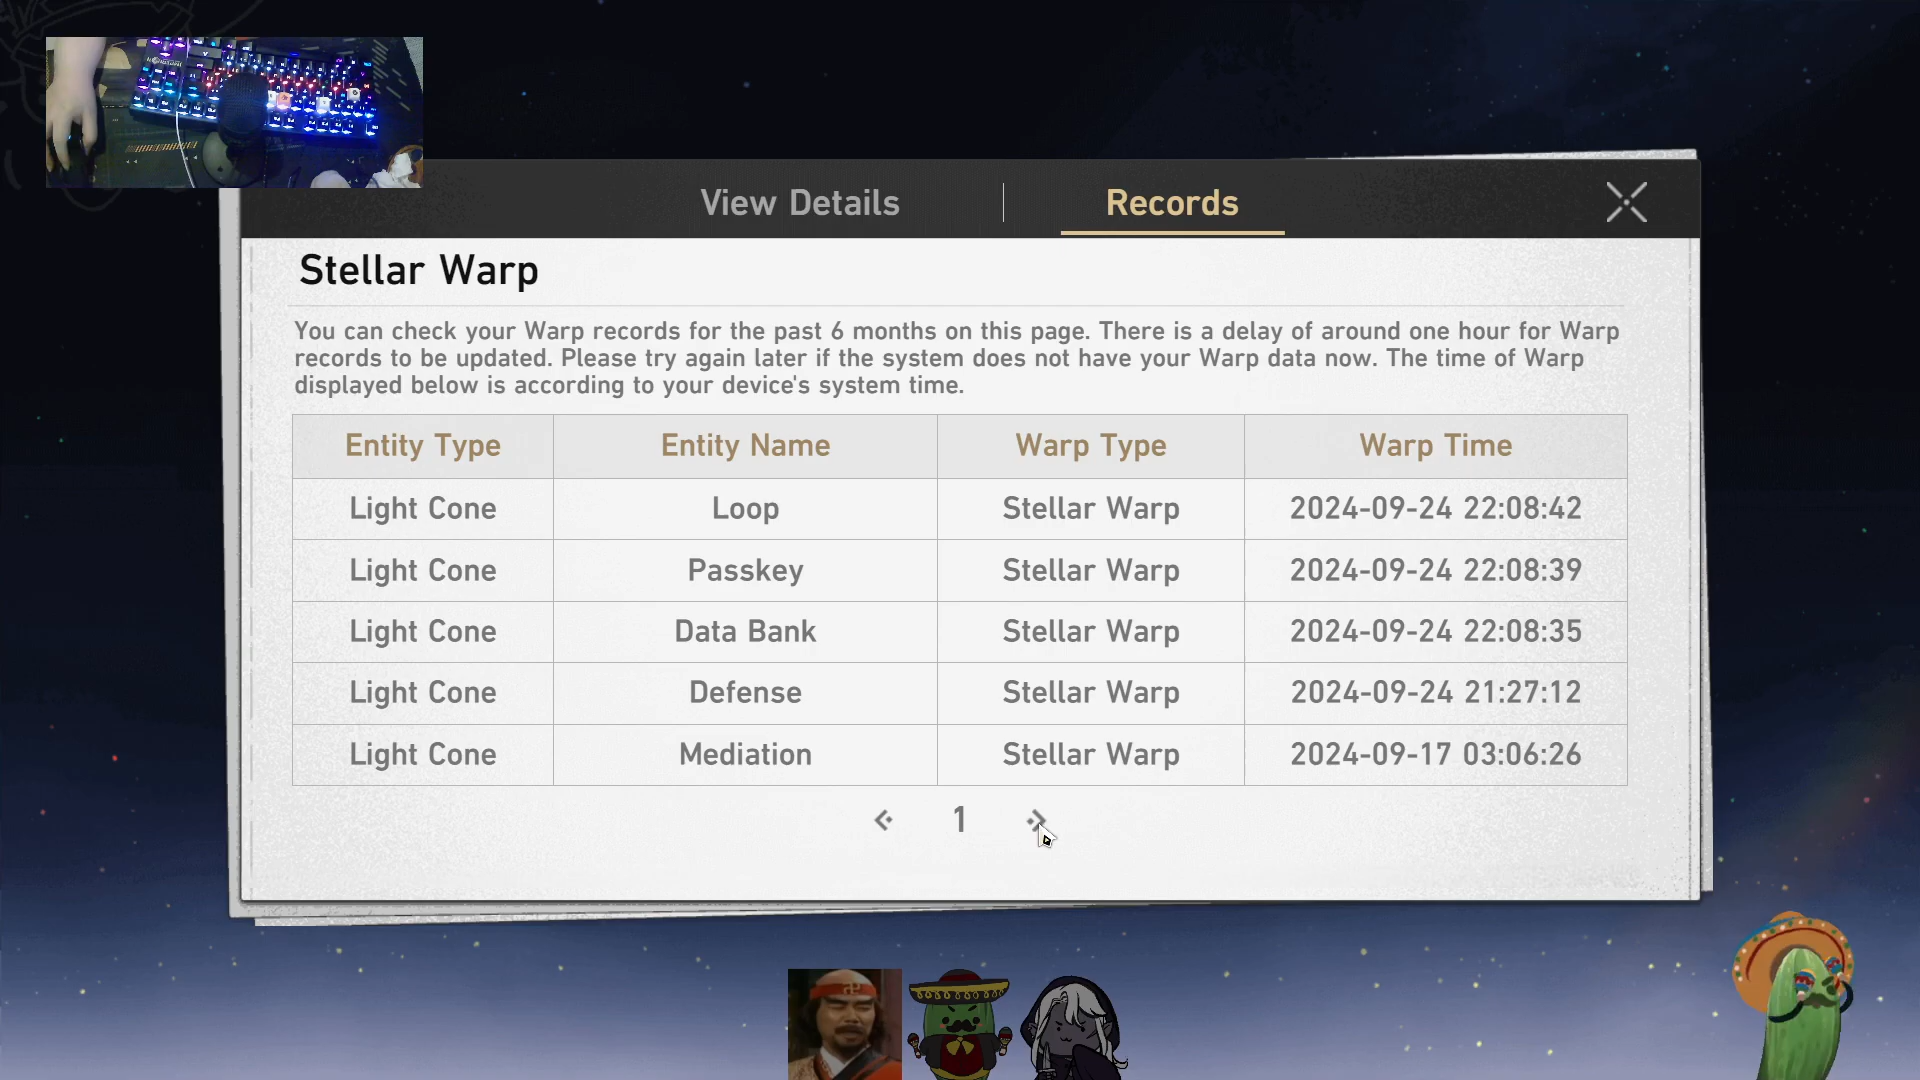 View Details
Records
Stellar Warp
You can check your Warp records for the past 6 months on this page. There is a delay of around one hour for Warp
records to be updated. Please try again later if the system does not have your Warp data now. The time of Warp
displayed below is according to your device's system time.
Entity Type Entity Name Warp Type Warp Time
Light Cone Loop Stellar Warp 2024-09-24 22:08:42
Light Cone Passkey Stellar Warp 2024-09-24 22:08:39
Light Cone Data Bank Stellar Warp 2024-09-24 22:08:35
Light Cone Defense Stellar Warp 2024-09-24 21:27:12
Light Cone Mediation Stellar Warp 2024-09-17 03:06:26
1